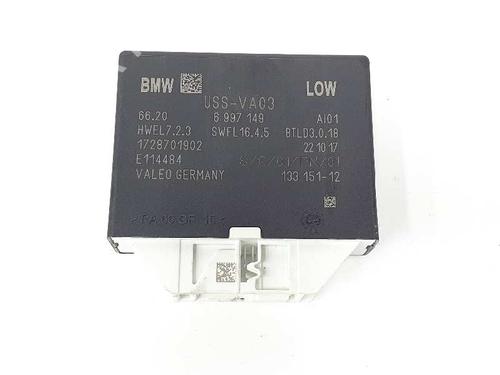 BMW LOW
USS-VA03
66.20 6 997 149 AI01
HWEL7.2.3 SWFL16.4.5 BTLD3.0.18
1728701902 22.10.17
E114484
VALEO GERMANY 133 151-12